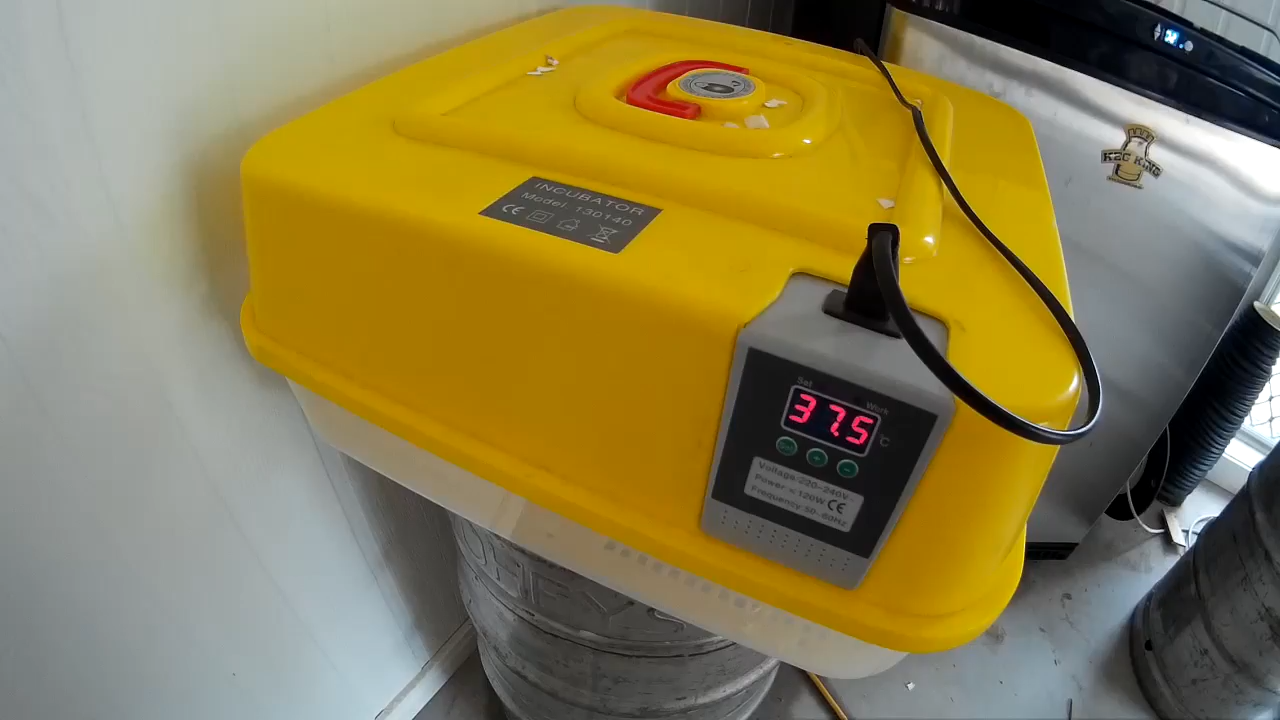 INCUBATOR
Model 130140
CE
KEG KING
Set
Work
37.5
°C
Set
+
-
Voltage:220~240V~
Power:<120W
Frequency:50~60HZ
CE